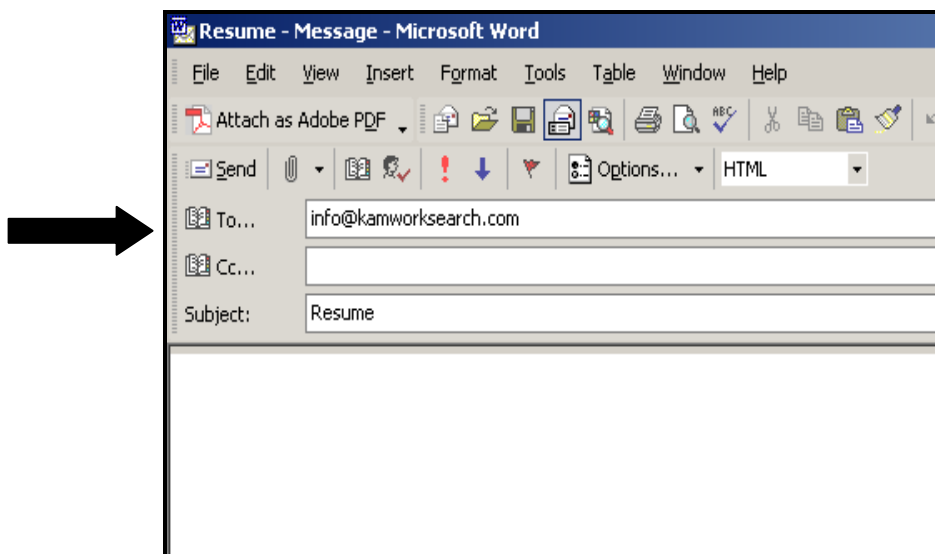 Resume - Message - Microsoft Word
File Edit View Insert Format Tools Table Window Help
Attach as Adobe PDF ABC
Send Options... HTML
To... info@kamworksearch.com
Cc...
Subject: Resume